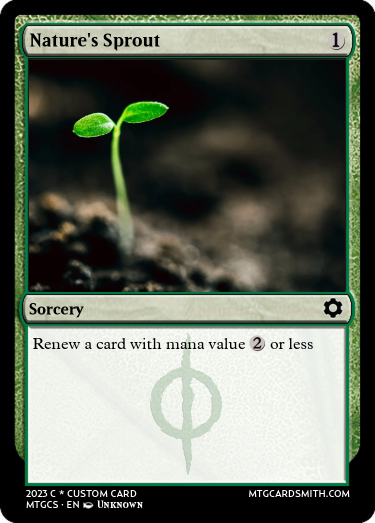 Nature's Sprout 1
Sorcery
Renew a card with mana value 2 or less
2023 C * CUSTOM CARD
MTGCARDSMITH.COM
MTGCS · EN UNKNOWN